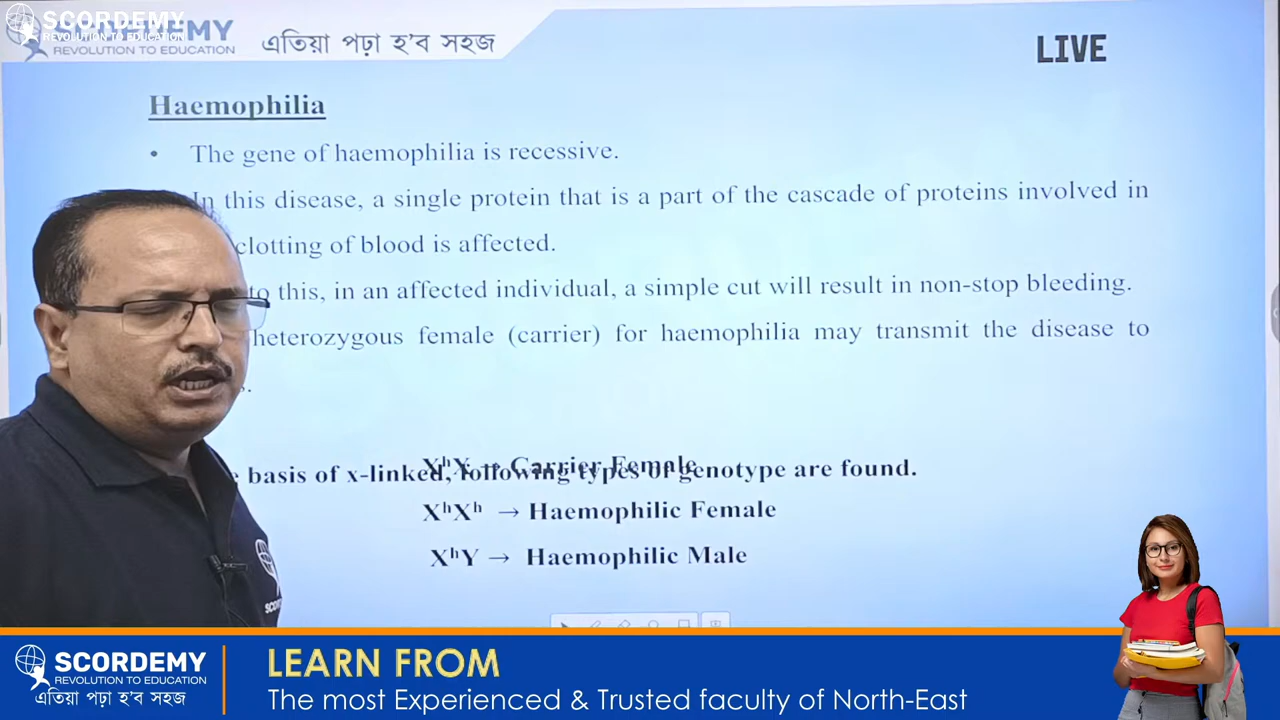 SCORDEMY
REVOLUTION TO EDUCATION
এতিয়া পঢ়া হ'ব সহজ
LIVE
Haemophilia
• The gene of haemophilia is recessive.
In this disease, a single protein that is a part of the cascade of proteins involved in
clotting of blood is affected.
to this, in an affected individual, a simple cut will result in non-stop bleeding.
heterozygous female (carrier) for haemophilia may transmit the disease to
basis of x-linked, following types of genotype are found.
XʰX → Carrier Female
XʰXʰ → Haemophilic Female
XʰY → Haemophilic Male
SCORDEMY
REVOLUTION TO EDUCATION
এতিয়া পঢ়া হ'ব সহজ
LEARN FROM
The most Experienced & Trusted faculty of North-East